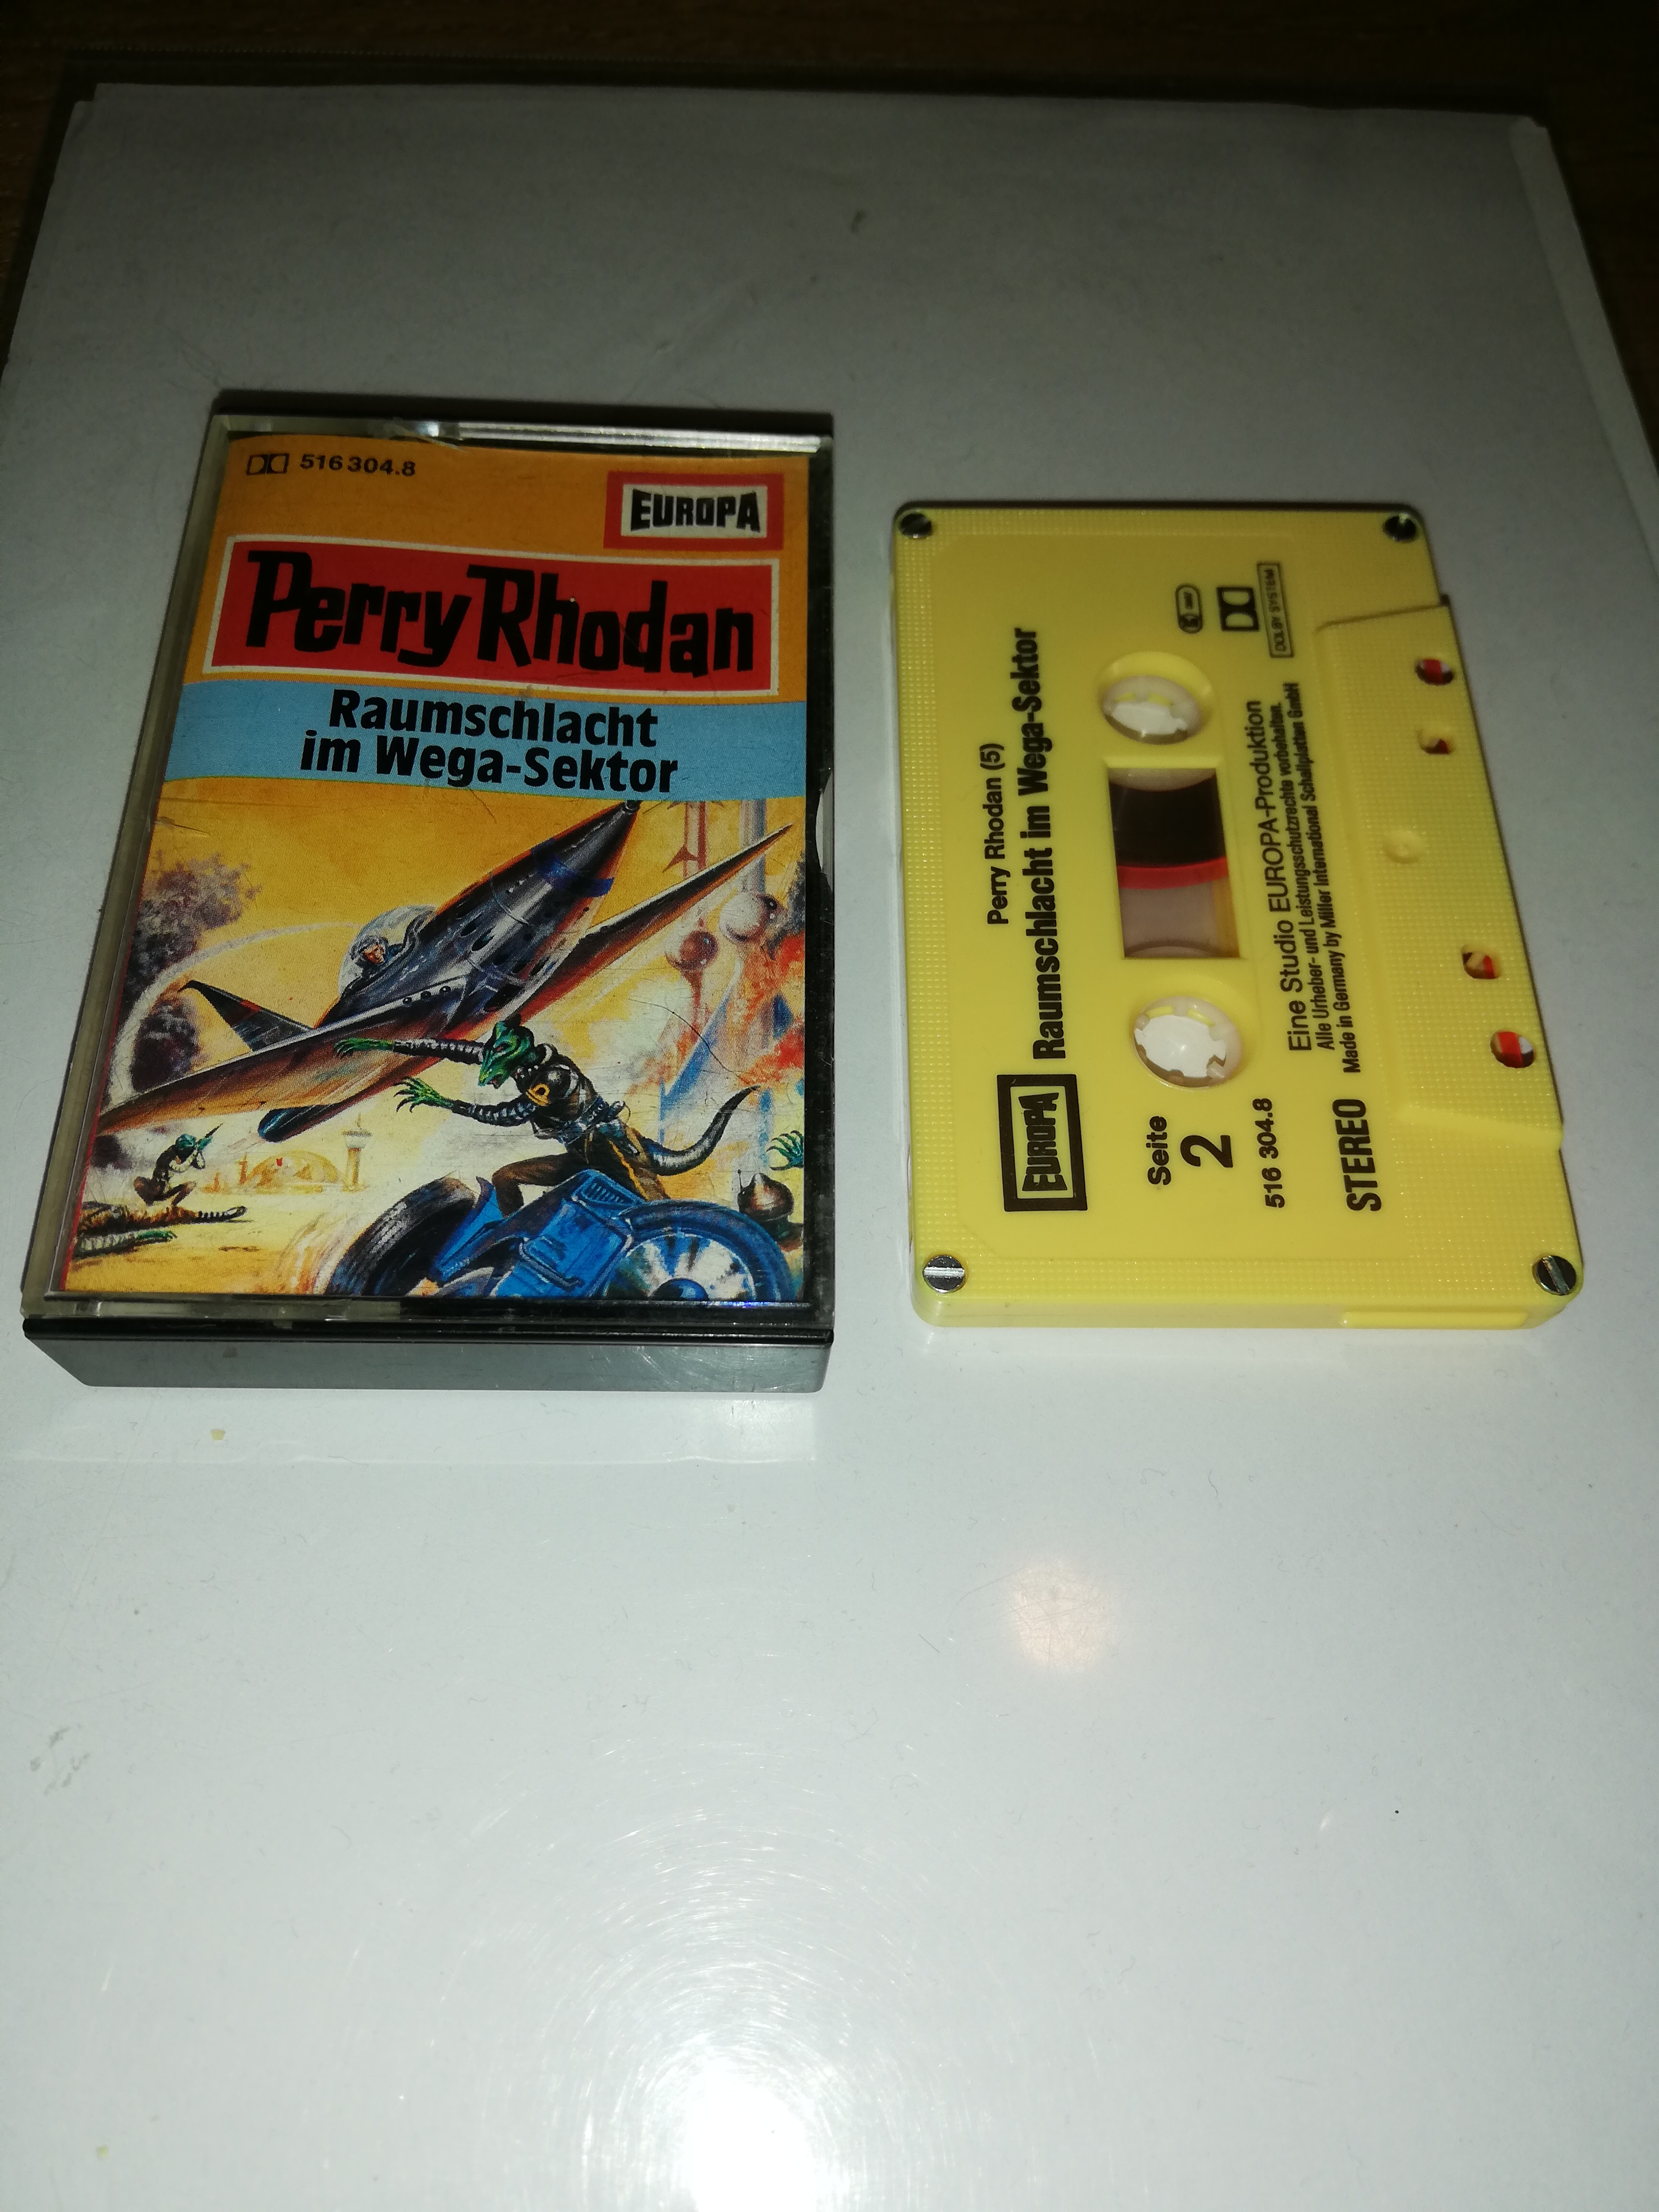 516 304.8
EUROPA
Perry Rhodan
Raumschlacht
im Wega-Sektor
P
Perry Rhodan (5)
EUROPA
Raumschlacht im Wega-Sektor
Seite
2
516 304.8
DOLBY SYSTEM
Eine Studio EUROPA-Produktion
Alle Urheber- und Leistungsschutzrechte vorbehalten.
STEREO
Made in Germany by Miller International Schallplatten GmbH